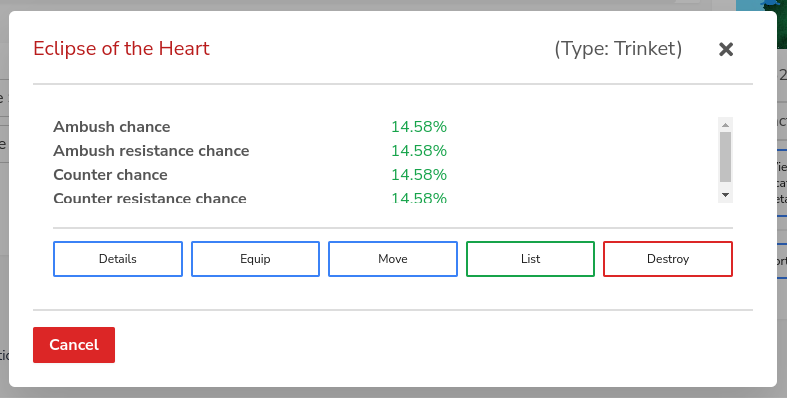 Eclipse of the Heart (Type: Trinket)
Ambush chance 14.58%
Ambush resistance chance 14.58%
Counter chance 14.58%
Counter resistance chance 14.58%
Details Equip Move List Destroy
Cancel